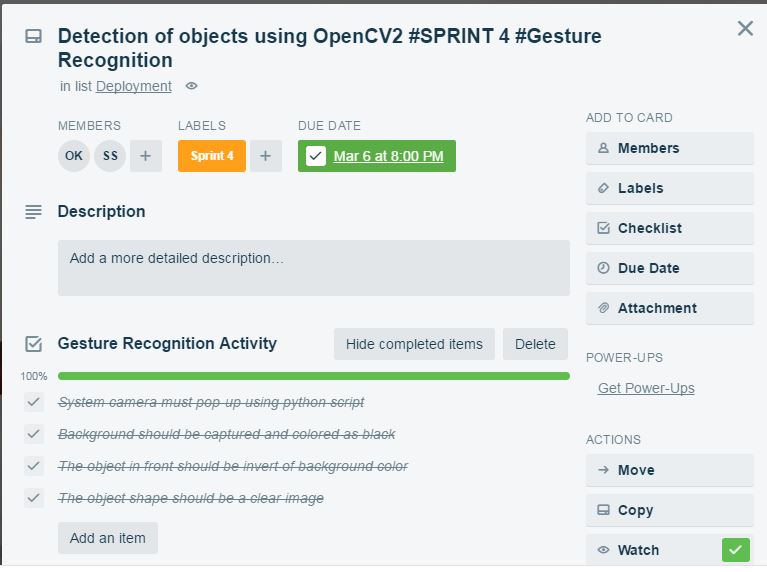 Detection of objects using OpenCV2 #SPRINT 4 #Gesture
Recognition
in list Deployment
MEMBERS
LABELS
DUE DATE
OK SS +
Sprint 4 +
Mar 6 at 8:00 PM
Description
Add a more detailed description…
Gesture Recognition Activity
Hide completed items
Delete
100%
System camera must pop up using python script
Background should be captured and colored as black
The object in front should be invert of background color
The object shape should be a clear image
Add an item
ADD TO CARD
Members
Labels
Checklist
Due Date
Attachment
POWER-UPS
Get Power-Ups
ACTIONS
Move
Copy
Watch